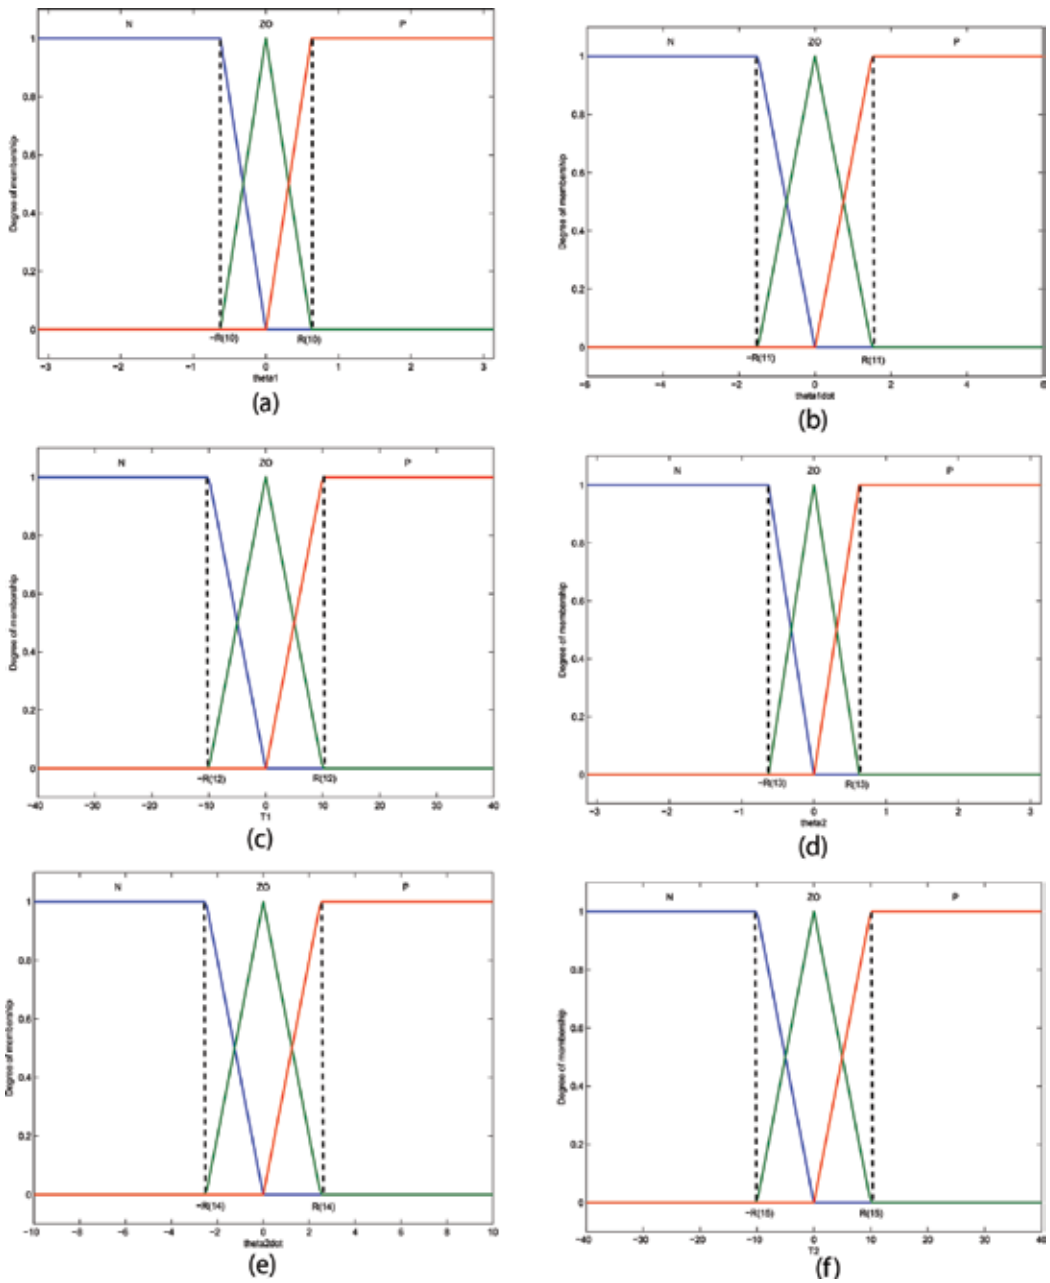 N ZO P
1
0.8
0.6
0.4
0.2
0
Degree of membership
−R(10) R(10)
−3 −2 −1 0 1 2 3
theta1
(a)
N ZO P
1
0.8
0.6
0.4
0.2
0
Degree of membership
−R(11) R(11)
−6 −4 −2 0 2 4 6
theta1dot
(b)
N ZO P
1
0.8
0.6
0.4
0.2
0
Degree of membership
−R(12) R(12)
−40 −30 −20 −10 0 10 20 30 40
T1
(c)
N ZO P
1
0.8
0.6
0.4
0.2
0
Degree of membership
−R(13) R(13)
−3 −2 −1 0 1 2 3
theta2
(d)
N ZO P
1
0.8
0.6
0.4
0.2
0
Degree of membership
−R(14) R(14)
−10 −8 −6 −4 −2 0 2 4 6 8 10
theta2dot
(e)
N ZO P
1
0.8
0.6
0.4
0.2
0
Degree of membership
−R(15) R(15)
−40 −30 −20 −10 0 10 20 30 40
T2
(f)